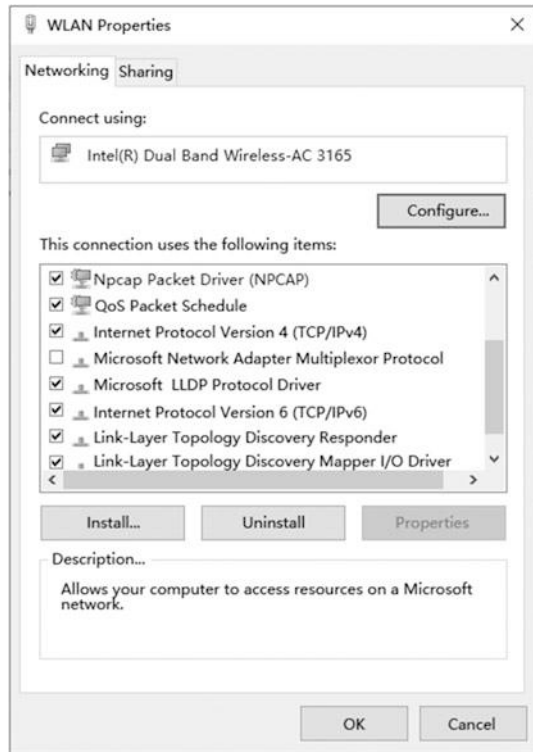 WLAN Properties
Networking Sharing
Connect using:
Intel(R) Dual Band Wireless-AC 3165
Configure...
This connection uses the following items:
Npcap Packet Driver (NPCAP)
QoS Packet Schedule
Internet Protocol Version 4 (TCP/IPv4)
Microsoft Network Adapter Multiplexor Protocol
Microsoft LLDP Protocol Driver
Internet Protocol Version 6 (TCP/IPv6)
Link-Layer Topology Discovery Responder
Link-Layer Topology Discovery Mapper I/O Driver
Install... Uninstall Properties
Description...
Allows your computer to access resources on a Microsoft
network.
OK Cancel